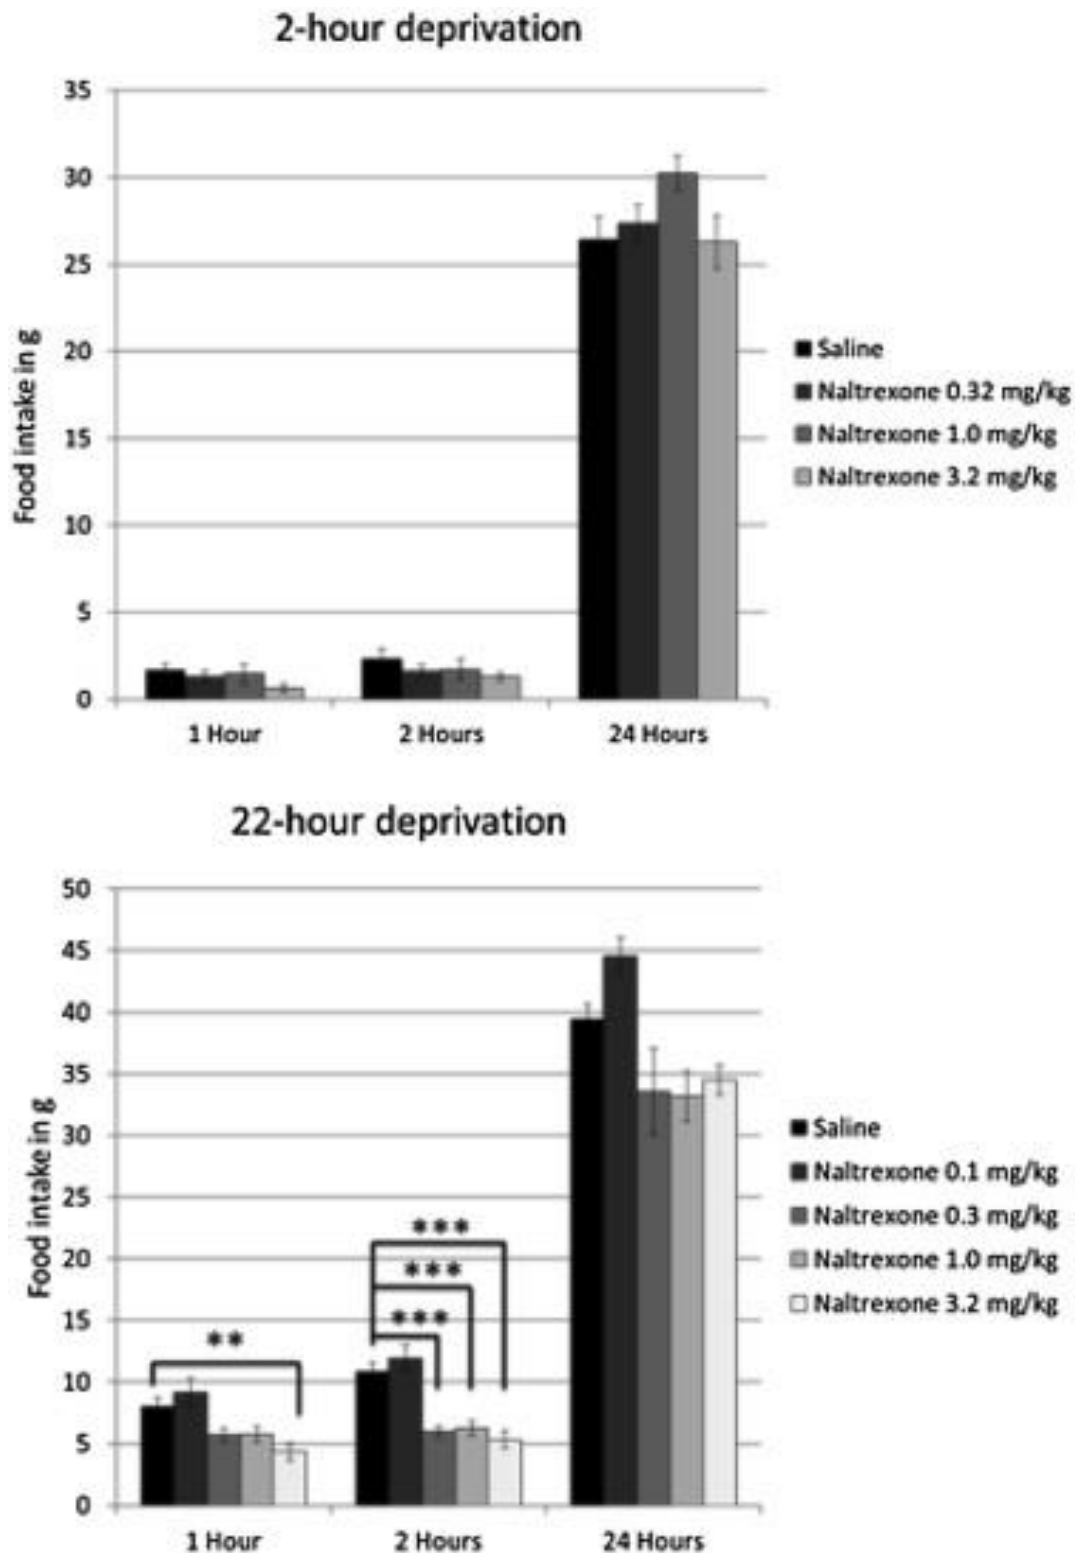 2-hour deprivation
35
30
25
20
15
10
5
0
Food intake in g
1 Hour
2 Hours
24 Hours
Saline
Naltrexone 0.32 mg/kg
Naltrexone 1.0 mg/kg
Naltrexone 3.2 mg/kg
22-hour deprivation
50
45
40
35
30
25
20
15
10
5
0
Food intake in g
***
***
***
**
1 Hour
2 Hours
24 Hours
Saline
Naltrexone 0.1 mg/kg
Naltrexone 0.3 mg/kg
Naltrexone 1.0 mg/kg
Naltrexone 3.2 mg/kg